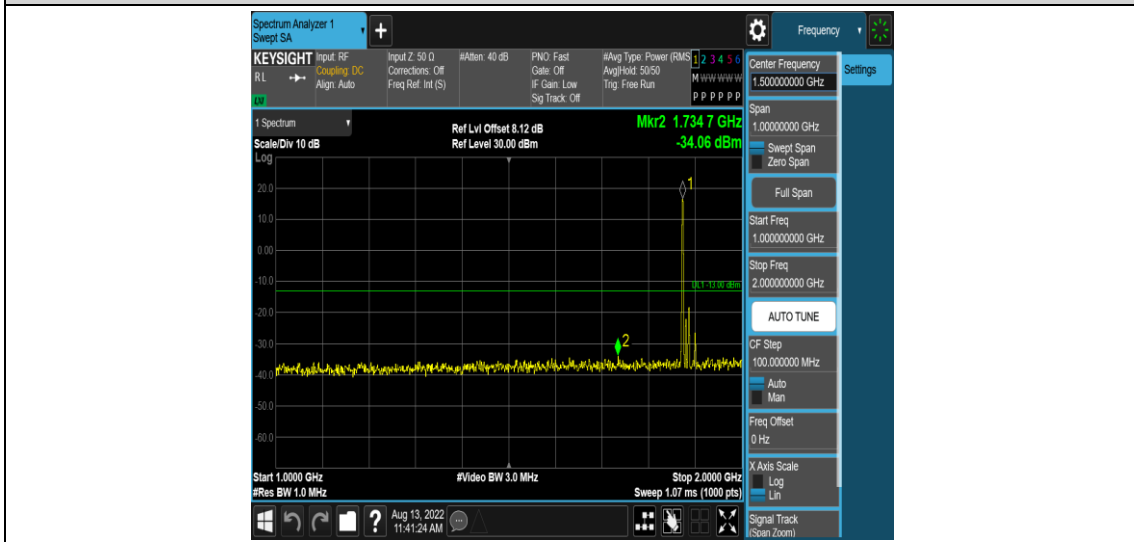 Spectrum Analyzer 1
Swept SA
+
Frequency
KEYSIGHT
RL
LXI
Input: RF
Coupling: DC
Align: Auto
Input Z: 50 Ω
Corrections: Off
Freq Ref: Int (S)
#Atten: 40 dB
PNO: Fast
Gate: Off
IF Gain: Low
Sig Track: Off
#Avg Type: Power (RMS
Avg|Hold: 50/50
Trig: Free Run
1 2 3 4 5 6
M W W W W W
P P P P P P
1 Spectrum
Scale/Div 10 dB
Log
Ref Lvl Offset 8.12 dB
Ref Level 30.00 dBm
Mkr2 1.734 7 GHz
-34.06 dBm
1
20.0
10.0
0.00
-10.0
DL1 -13.00 dBm
-20.0
-30.0
2
-40.0
-50.0
-60.0
Start 1.0000 GHz
#Res BW 1.0 MHz
#Video BW 3.0 MHz
Stop 2.0000 GHz
Sweep 1.07 ms (1000 pts)
?
Aug 13, 2022
11:41:24 AM
Center Frequency
1.500000000 GHz
Settings
Span
1.00000000 GHz
Swept Span
Zero Span
Full Span
Start Freq
1.000000000 GHz
Stop Freq
2.000000000 GHz
AUTO TUNE
CF Step
100.000000 MHz
Auto
Man
Freq Offset
0 Hz
X Axis Scale
Log
Lin
Signal Track
(Span Zoom)